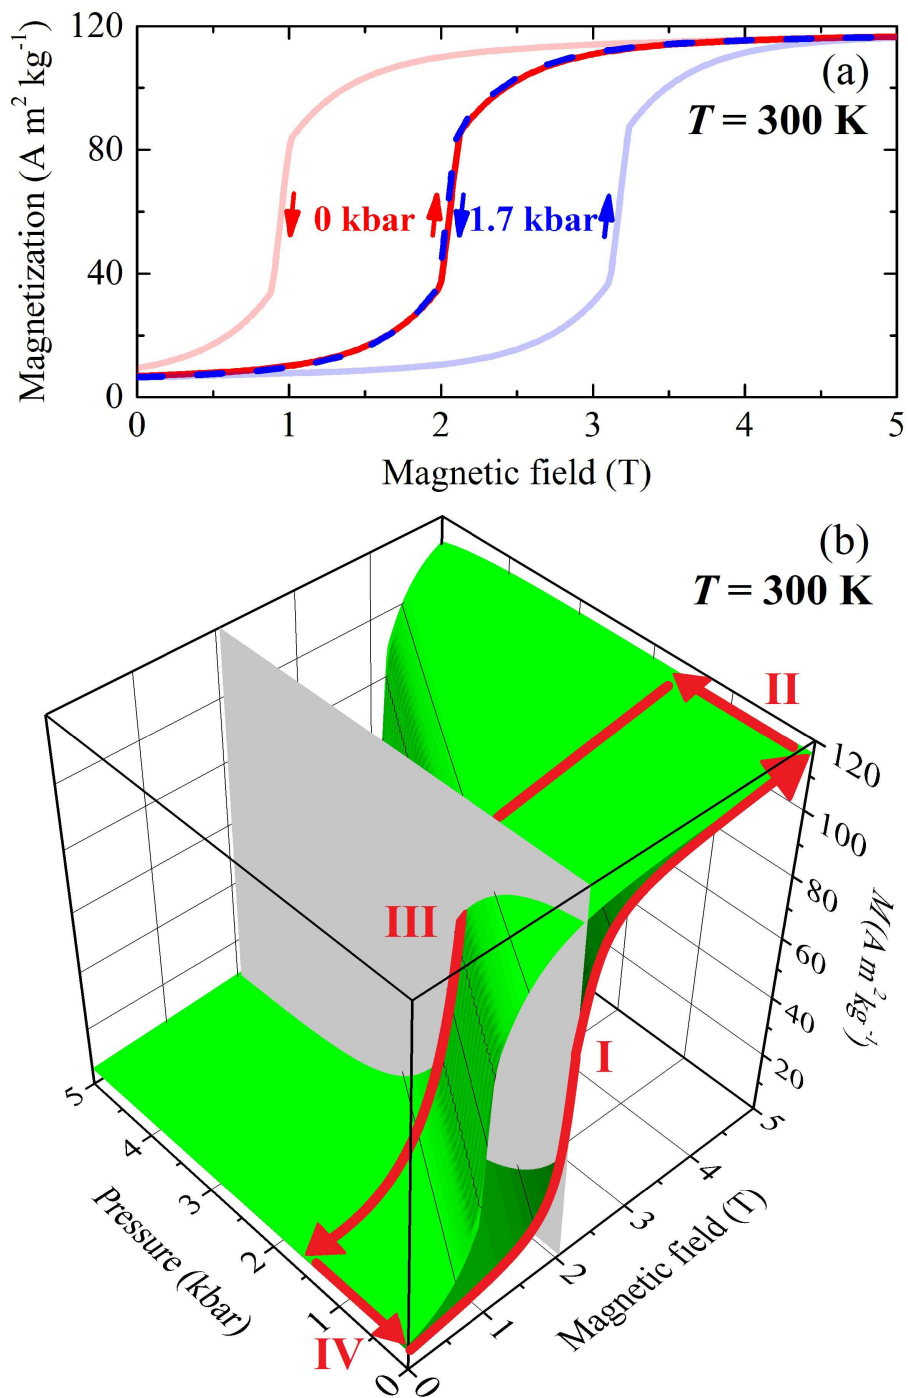 120
80
40
0
Magnetization (A m² kg⁻¹)
(a)
T = 300 K
0 kbar
1.7 kbar
0 1 2 3 4 5
Magnetic field (T)
(b)
T = 300 K
II
III
I
IV
120
100
80
60
40
20
M(A m² kg⁻¹)
5
4
3
2
1
0
Pressure (kbar)
0
1
2
3
4
5
Magnetic field (T)